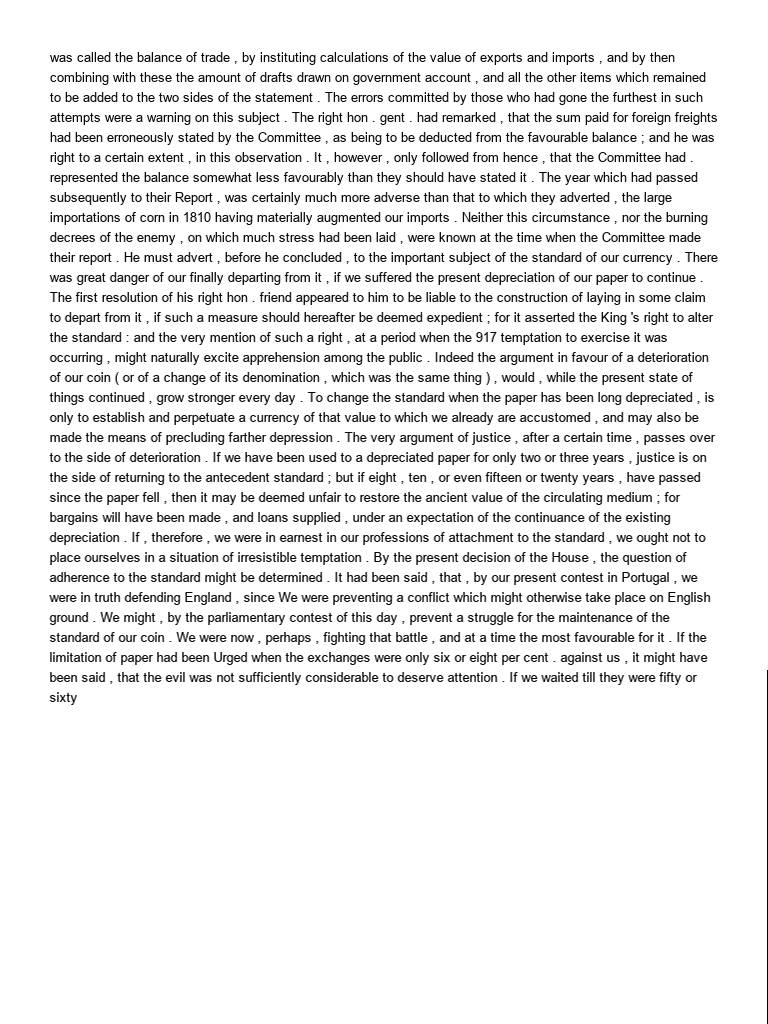 was called the balance of trade , by instituting calculations of the value of exports and imports , and by then
combining with these the amount of drafts drawn on government account , and all the other items which remained
to be added to the two sides of the statement . The errors committed by those who had gone the furthest in such
attempts were a warning on this subject . The right hon . gent . had remarked , that the sum paid for foreign freights
had been erroneously stated by the Committee , as being to be deducted from the favourable balance ; and he was
right to a certain extent , in this observation . It , however , only followed from hence , that the Committee had .
represented the balance somewhat less favourably than they should have stated it . The year which had passed
subsequently to their Report , was certainly much more adverse than that to which they adverted , the large
importations of corn in 1810 having materially augmented our imports . Neither this circumstance , nor the burning
decrees of the enemy , on which much stress had been laid , were known at the time when the Committee made
their report . He must advert , before he concluded , to the important subject of the standard of our currency . There
was great danger of our finally departing from it , if we suffered the present depreciation of our paper to continue .
The first resolution of his right hon . friend appeared to him to be liable to the construction of laying in some claim
to depart from it , if such a measure should hereafter be deemed expedient ; for it asserted the King 's right to alter
the standard : and the very mention of such a right , at a period when the 917 temptation to exercise it was
occurring , might naturally excite apprehension among the public . Indeed the argument in favour of a deterioration
of our coin ( or of a change of its denomination , which was the same thing ) , would , while the present state of
things continued , grow stronger every day . To change the standard when the paper has been long depreciated , is
only to establish and perpetuate a currency of that value to which we already are accustomed , and may also be
made the means of precluding farther depression . The very argument of justice , after a certain time , passes over
to the side of deterioration . If we have been used to a depreciated paper for only two or three years , justice is on
the side of returning to the antecedent standard ; but if eight , ten , or even fifteen or twenty years , have passed
since the paper fell , then it may be deemed unfair to restore the ancient value of the circulating medium ; for
bargains will have been made , and loans supplied , under an expectation of the continuance of the existing
depreciation . If , therefore , we were in earnest in our professions of attachment to the standard , we ought not to
place ourselves in a situation of irresistible temptation . By the present decision of the House , the question of
adherence to the standard might be determined . It had been said , that , by our present contest in Portugal , we
were in truth defending England , since We were preventing a conflict which might otherwise take place on English
ground . We might , by the parliamentary contest of this day , prevent a struggle for the maintenance of the
standard of our coin . We were now , perhaps , fighting that battle , and at a time the most favourable for it . If the
limitation of paper had been Urged when the exchanges were only six or eight per cent . against us , it might have
been said , that the evil was not sufficiently considerable to deserve attention . If we waited till they were fifty or
sixty